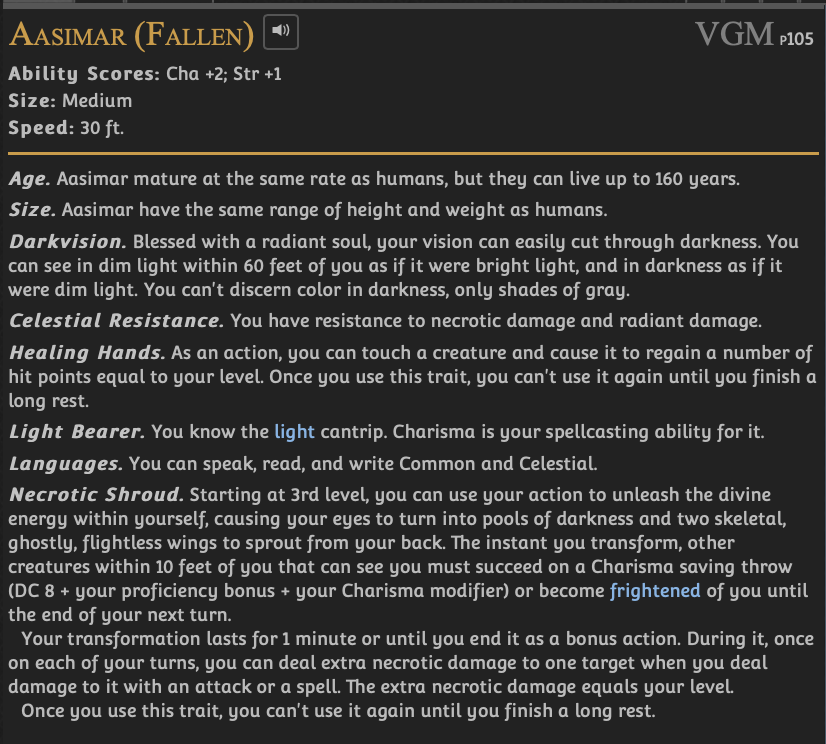 Aasimar (Fallen)
VGM p105
Ability Scores: Cha +2; Str +1
Size: Medium
Speed: 30 ft.
Age. Aasimar mature at the same rate as humans, but they can live up to 160 years.
Size. Aasimar have the same range of height and weight as humans.
Darkvision. Blessed with a radiant soul, your vision can easily cut through darkness. You
can see in dim light within 60 feet of you as if it were bright light, and in darkness as if it
were dim light. You can't discern color in darkness, only shades of gray.
Celestial Resistance. You have resistance to necrotic damage and radiant damage.
Healing Hands. As an action, you can touch a creature and cause it to regain a number of
hit points equal to your level. Once you use this trait, you can't use it again until you finish a
long rest.
Light Bearer. You know the light cantrip. Charisma is your spellcasting ability for it.
Languages. You can speak, read, and write Common and Celestial.
Necrotic Shroud. Starting at 3rd level, you can use your action to unleash the divine
energy within yourself, causing your eyes to turn into pools of darkness and two skeletal,
ghostly, flightless wings to sprout from your back. The instant you transform, other
creatures within 10 feet of you that can see you must succeed on a Charisma saving throw
(DC 8 + your proficiency bonus + your Charisma modifier) or become frightened of you until
the end of your next turn.
Your transformation lasts for 1 minute or until you end it as a bonus action. During it, once
on each of your turns, you can deal extra necrotic damage to one target when you deal
damage to it with an attack or a spell. The extra necrotic damage equals your level.
Once you use this trait, you can't use it again until you finish a long rest.